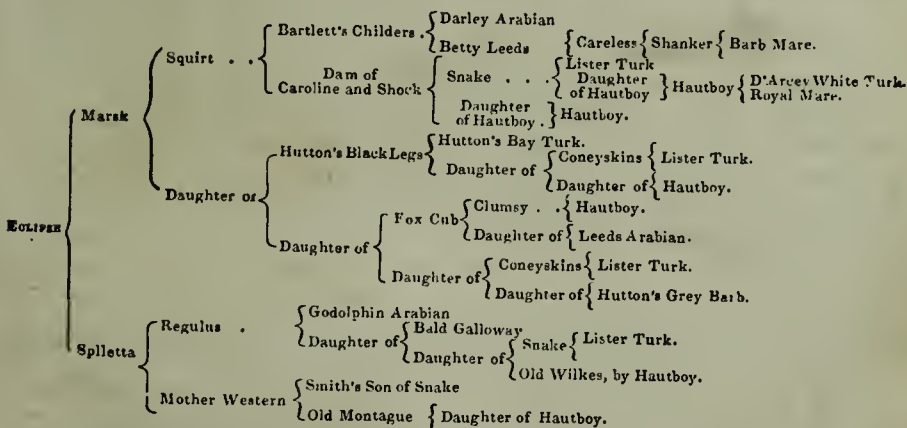 Darley Arabian
Bartlett's Childers .
Betty Leeds { Careless { Shanker { Barb Mare.
Squirt . .
Lister Turk
Dam of
Caroline and Shock
Snake . . .
Daughter
of Hautboy } Hautboy { D'Arcey White Turk.
Royal Mare.
Marsk
Daughter
of Hautboy . } Hautboy.
Hutton's Bay Turk.
Hutton's Black Legs
Coneyskins { Lister Turk.
Daughter of
Daughter of { Hautboy.
Daughter of
Clumsy . . { Hautboy.
Fox Cub
ECLIPSE
Daughter of { Leeds Arabian.
Daughter of
Coneyskins { Lister Turk.
Daughter of
Daughter of { Hutton's Grey Barb.
Godolphin Arabian
Regulus .
Bald Galloway
Daughter of
Snake { Lister Turk.
Splletta
Daughter of
Old Wilkes, by Hautboy.
Smith's Son of Snake
Mother Western
Old Montague { Daughter of Hautboy.